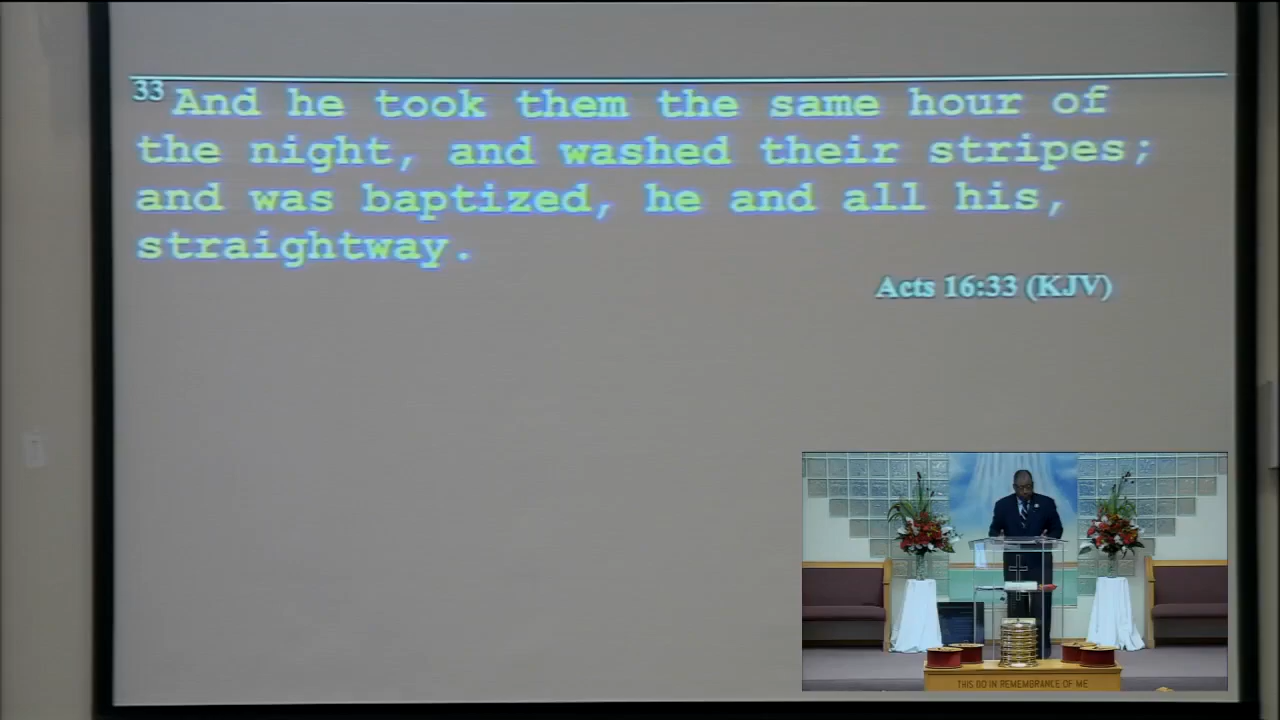 33 And he took them the same hour of
the night, and washed their stripes;
and was baptized, he and all his,
straightway.
Acts 16:33 (KJV)
THIS DO IN REMEMBRANCE OF ME